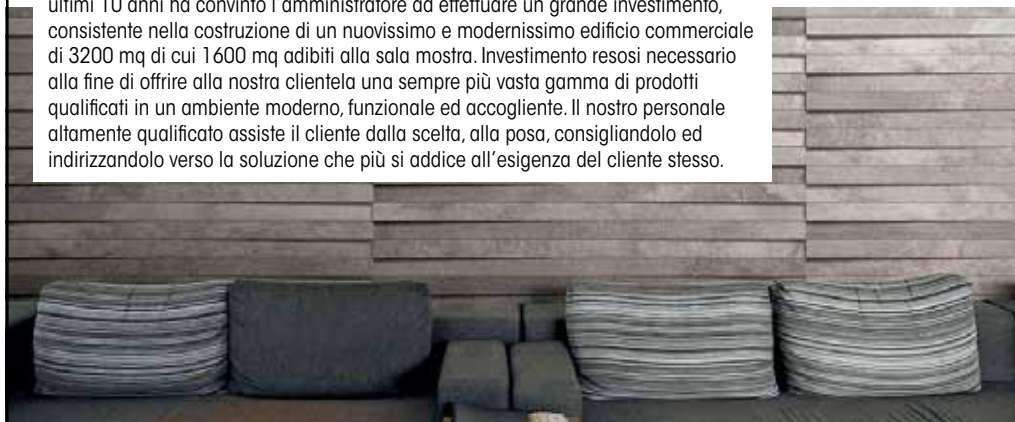 ultimi 10 anni ha convinto l'amministratore ad effettuare un grande investimento,
consistente nella costruzione di un nuovissimo e modernissimo edificio commerciale
di 3200 mq di cui 1600 mq adibiti alla sala mostra. Investimento resosi necessario
alla fine di offrire alla nostra clientela una sempre più vasta gamma di prodotti
qualificati in un ambiente moderno, funzionale ed accogliente. Il nostro personale
altamente qualificato assiste il cliente dalla scelta, alla posa, consigliandolo ed
indirizzandolo verso la soluzione che più si addice all'esigenza del cliente stesso.